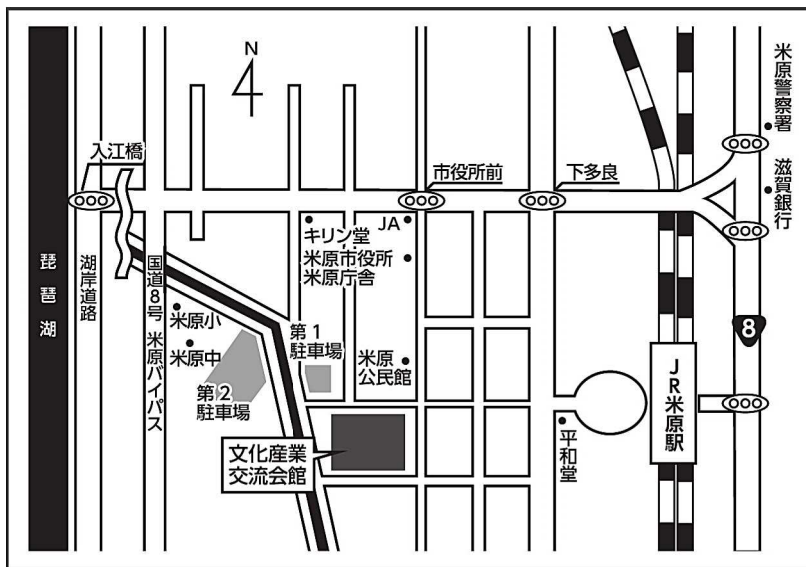 N
米原警察署
滋賀銀行
入江橋
市役所前
下多良
キリン堂
JA
米原市役所
米原庁舎
琵琶湖
湖岸道路
国道8号 米原バイパス
米原小
米原中
第1
駐車場
第2
駐車場
米原
公民館
文化産業
交流会館
平和堂
JR米原駅
8